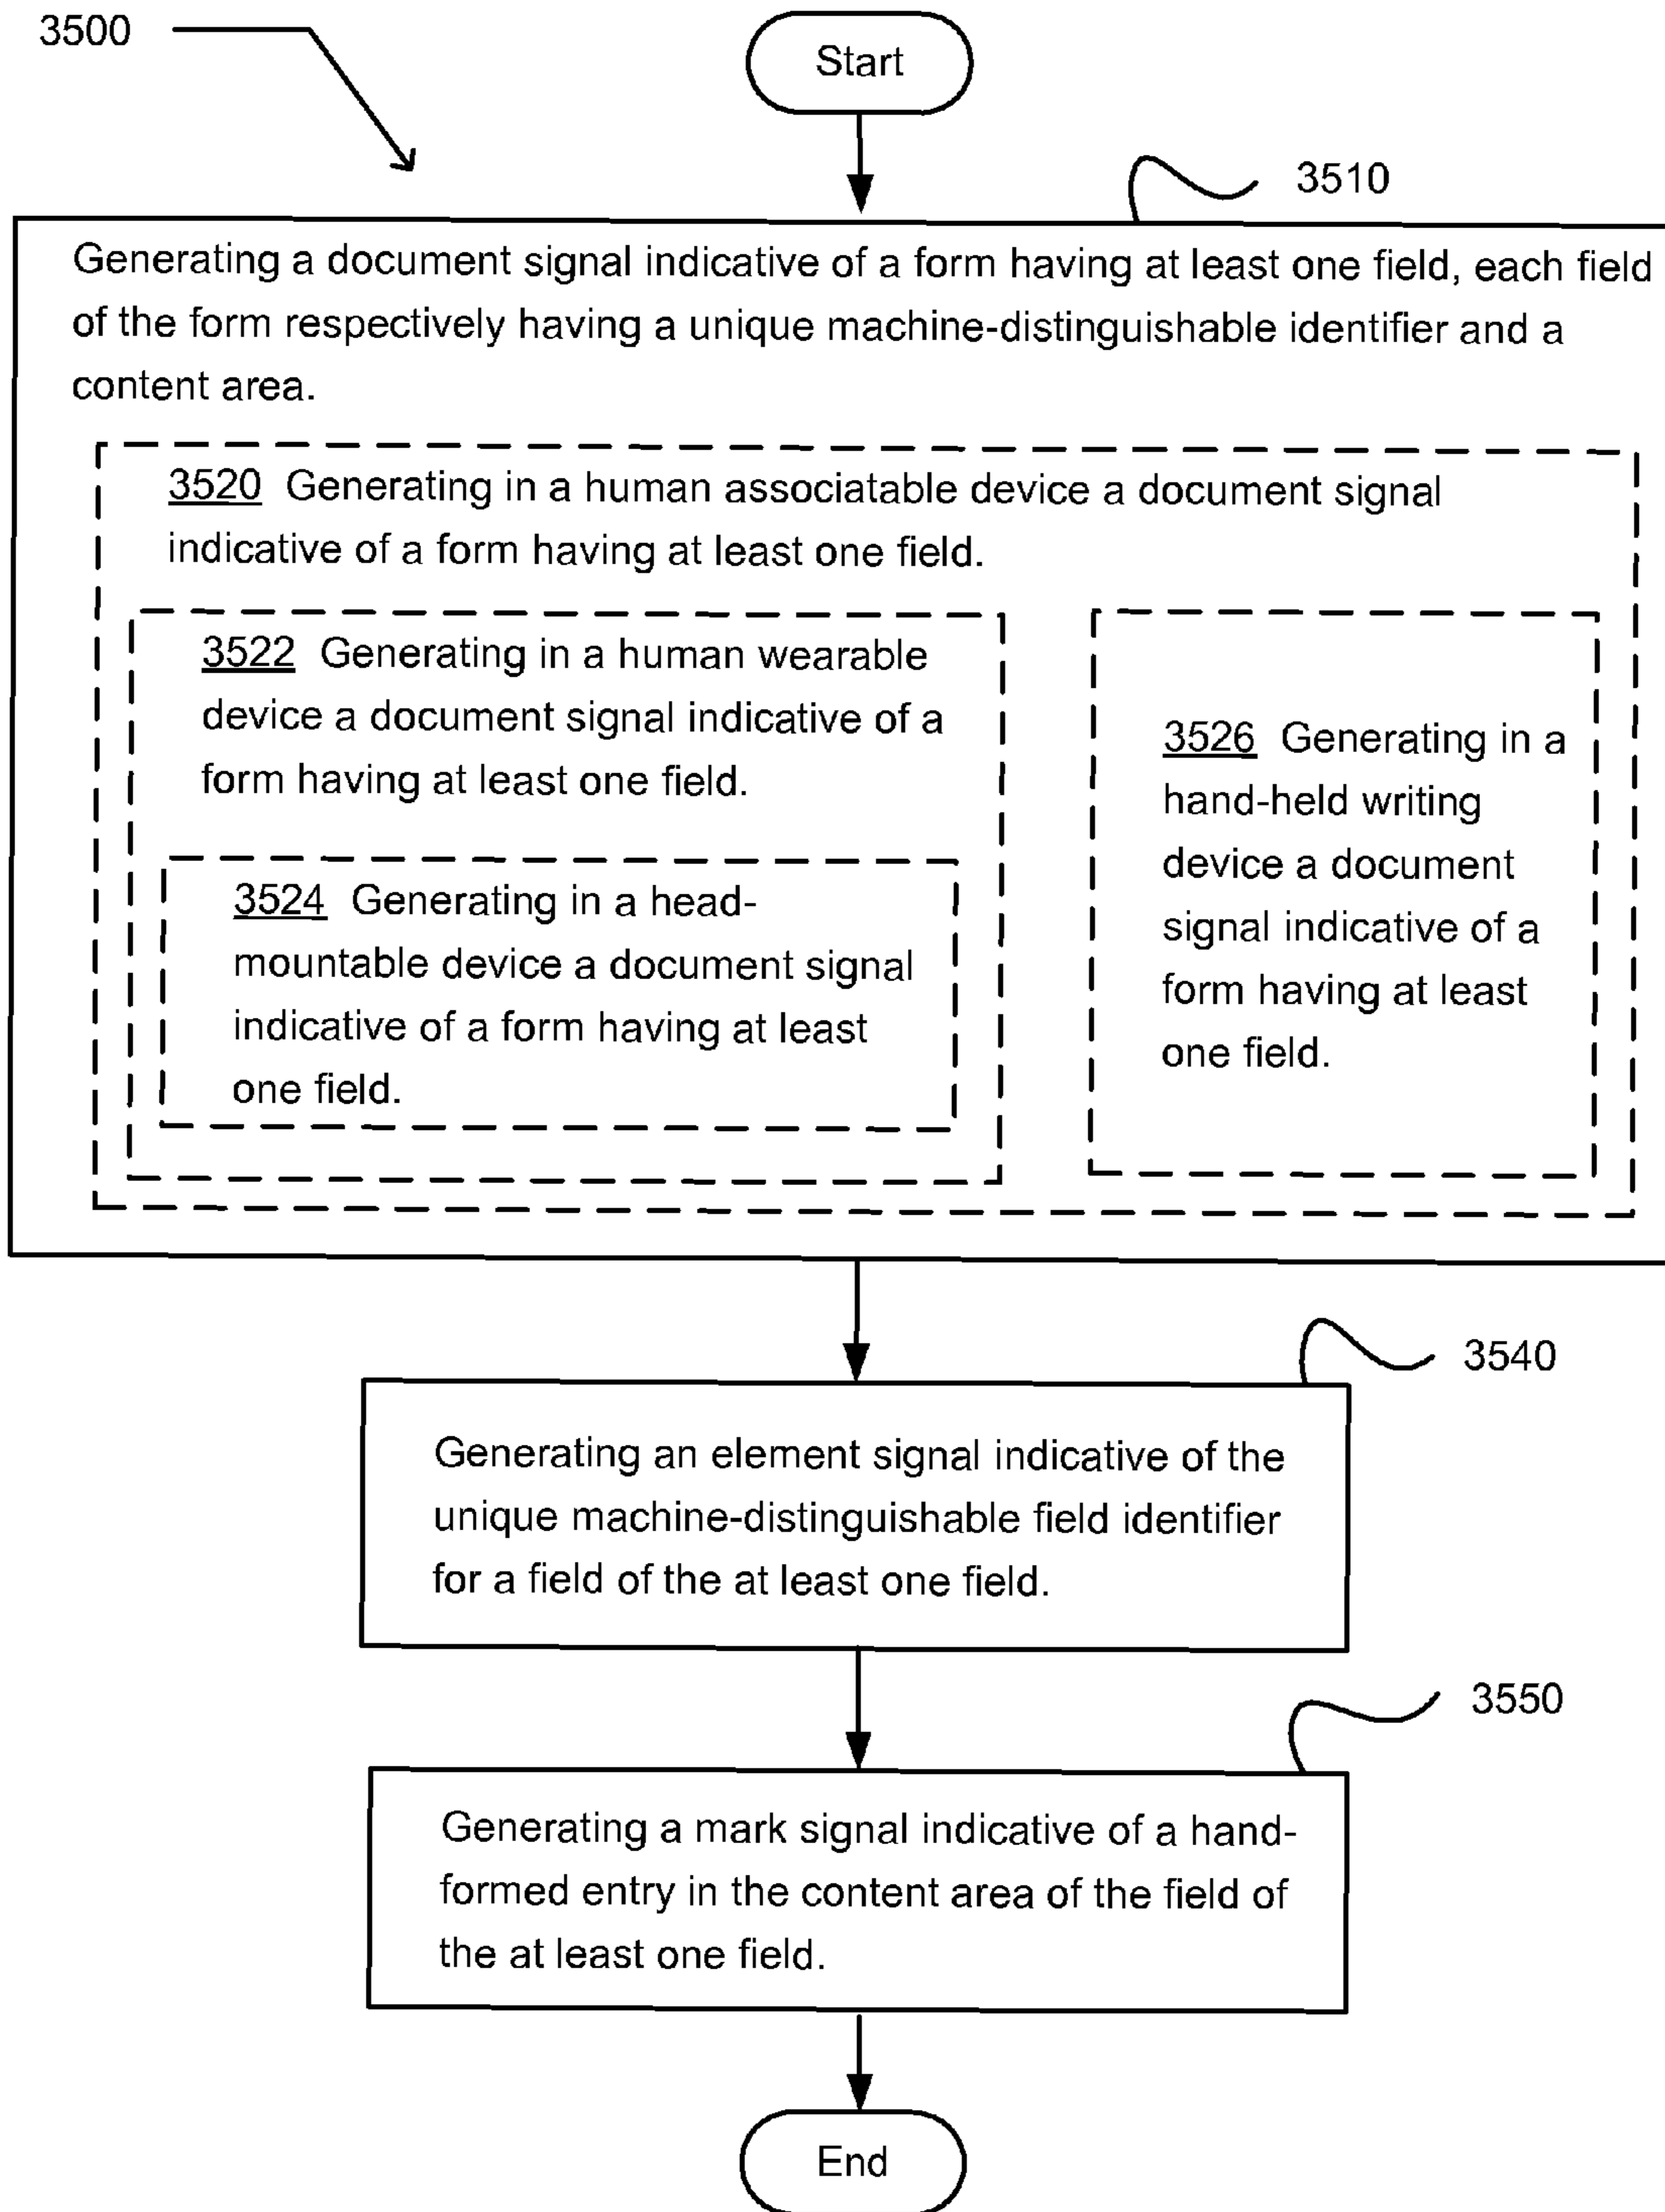 3500
Start
3510
Generating a document signal indicative of a form having at least one field, each field
of the form respectively having a unique machine-distinguishable identifier and a
content area.
3520 Generating in a human associatable device a document signal
indicative of a form having at least one field.
3522 Generating in a human wearable
device a document signal indicative of a
form having at least one field.
3524 Generating in a head-
mountable device a document signal
indicative of a form having at least
one field.
3526 Generating in a
hand-held writing
device a document
signal indicative of a
form having at least
one field.
3540
Generating an element signal indicative of the
unique machine-distinguishable field identifier
for a field of the at least one field.
3550
Generating a mark signal indicative of a hand-
formed entry in the content area of the field of
the at least one field.
End